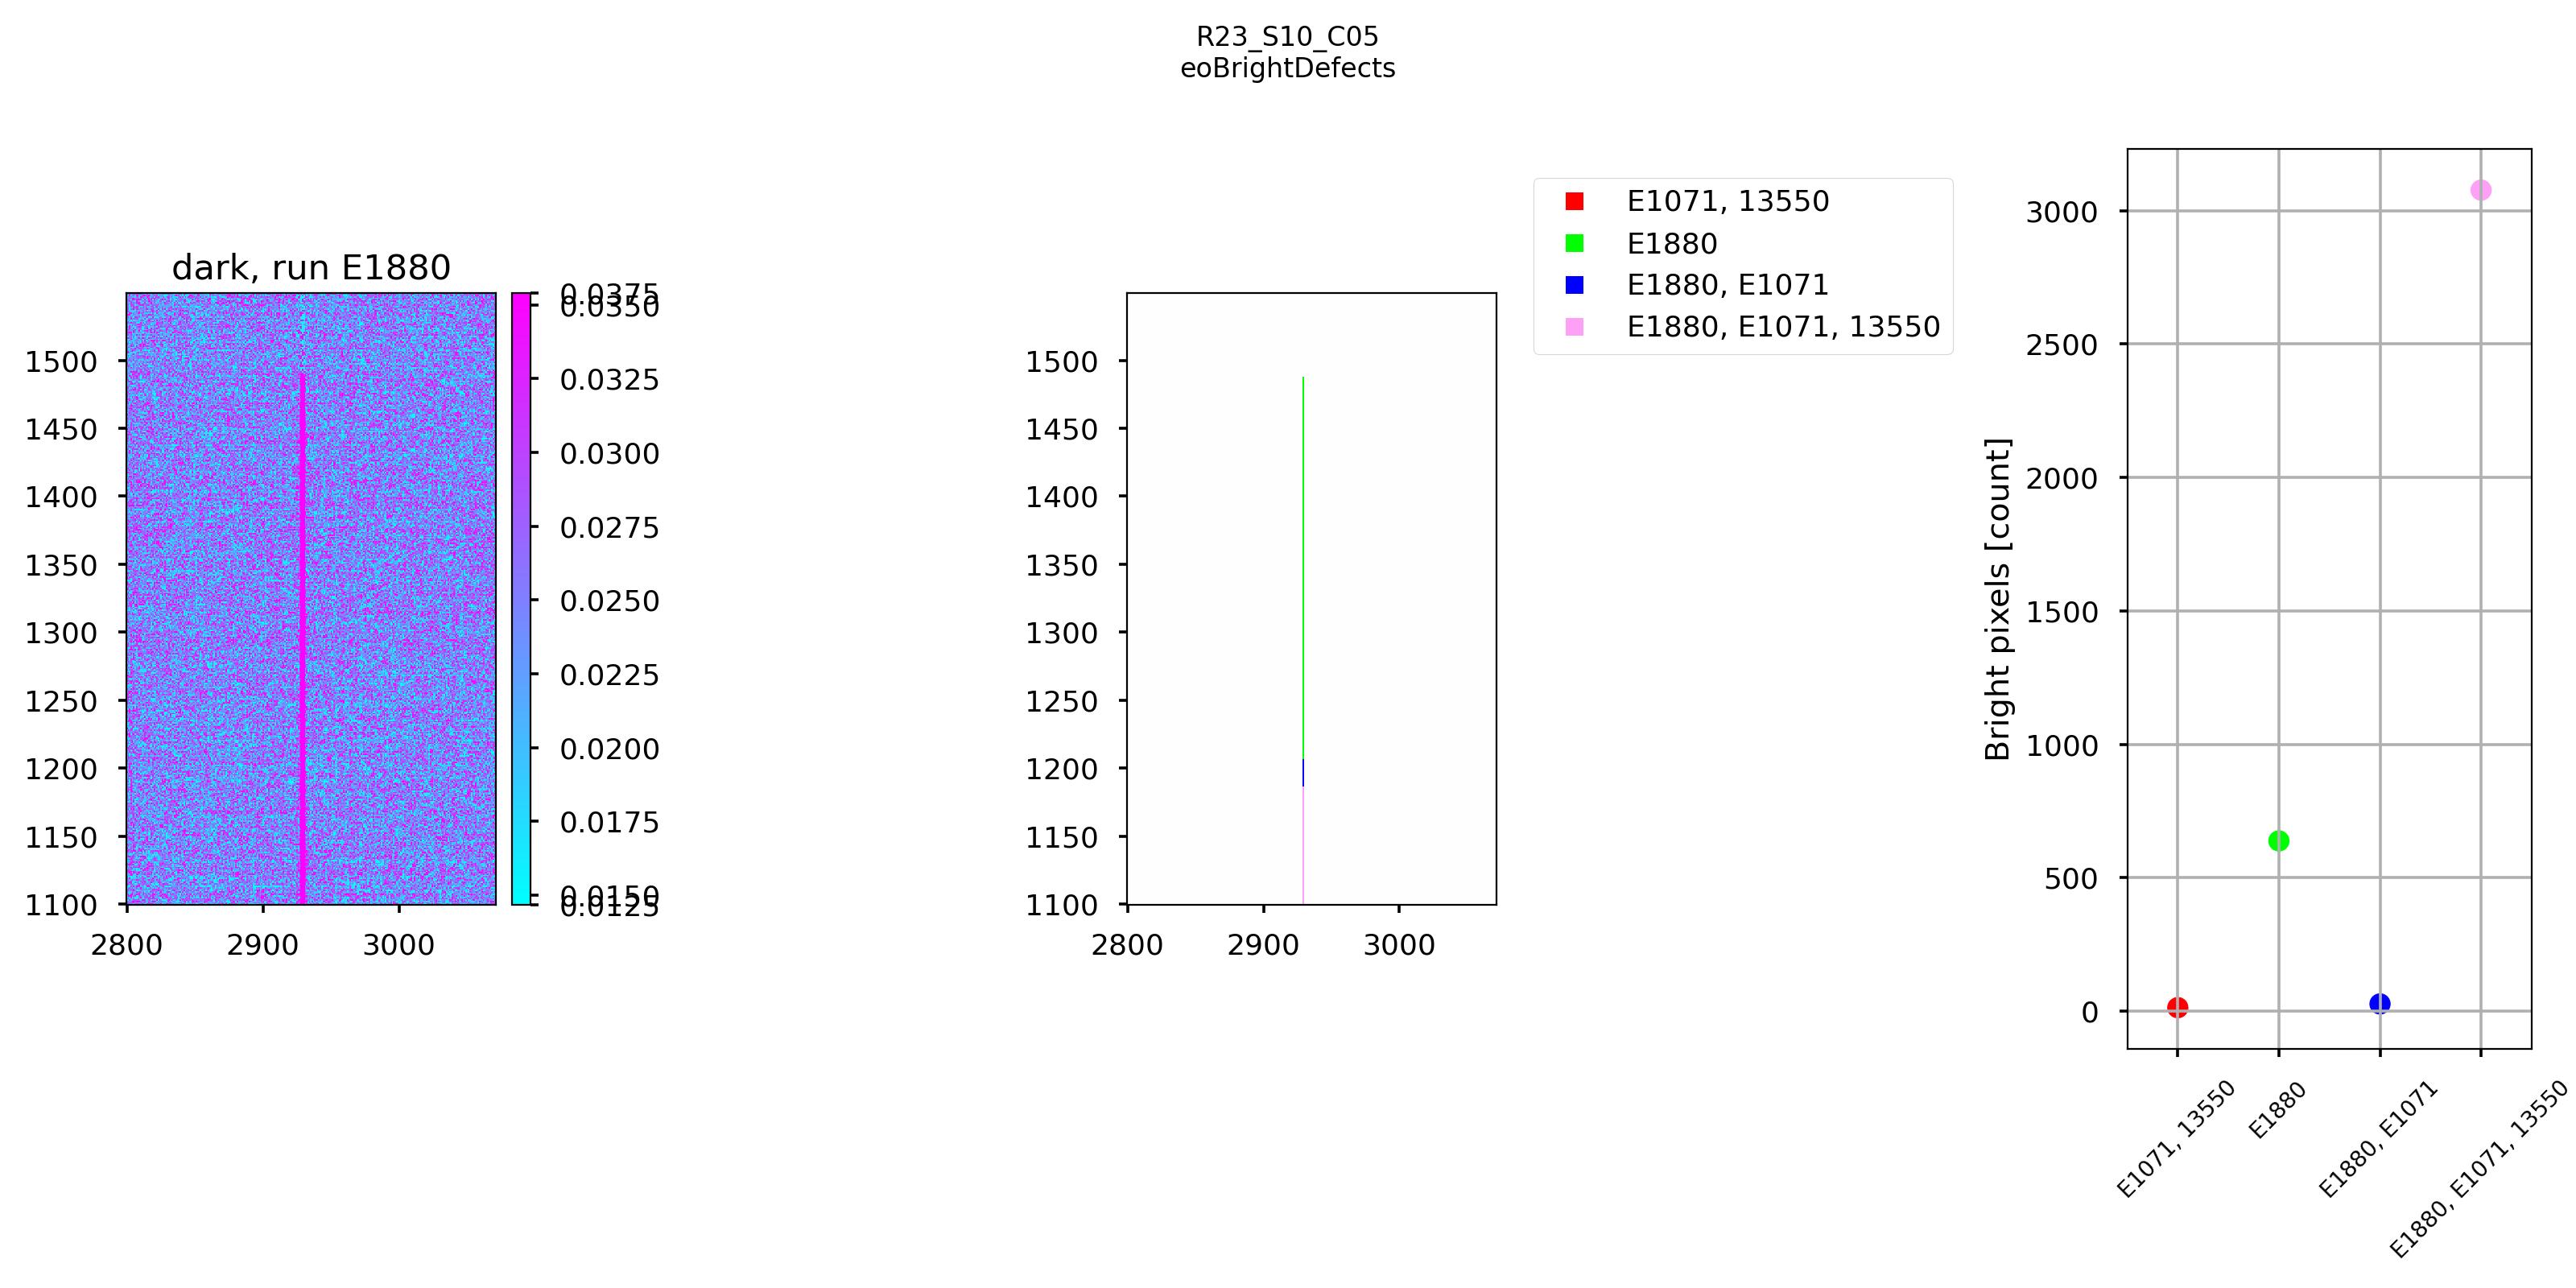 R23_S10_C05
eoBrightDefects
dark, run E1880
1500
1450
1400
1350
1300
1250
1200
1150
1100
2800 2900 3000
0.0375
0.0350
0.0325
0.0300
0.0275
0.0250
0.0225
0.0200
0.0175
0.0150
0.0125
1500
1450
1400
1350
1300
1250
1200
1150
1100
2800 2900 3000
E1071, 13550
E1880
E1880, E1071
E1880, E1071, 13550
Bright pixels [count]
3000
2500
2000
1500
1000
500
0
E1071, 13550
E1880
E1880, E1071
E1880, E1071, 13550